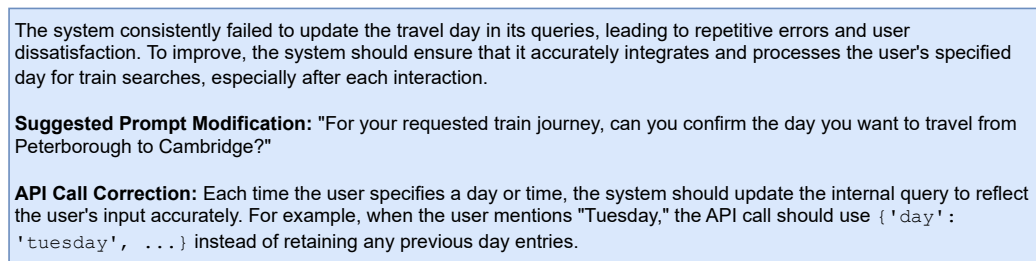 The system consistently failed to update the travel day in its queries, leading to repetitive errors and user
dissatisfaction. To improve, the system should ensure that it accurately integrates and processes the user's specified
day for train searches, especially after each interaction.
Suggested Prompt Modification: "For your requested train journey, can you confirm the day you want to travel from
Peterborough to Cambridge?"
API Call Correction: Each time the user specifies a day or time, the system should update the internal query to reflect
the user's input accurately. For example, when the user mentions "Tuesday," the API call should use {'day':
'tuesday', ...} instead of retaining any previous day entries.